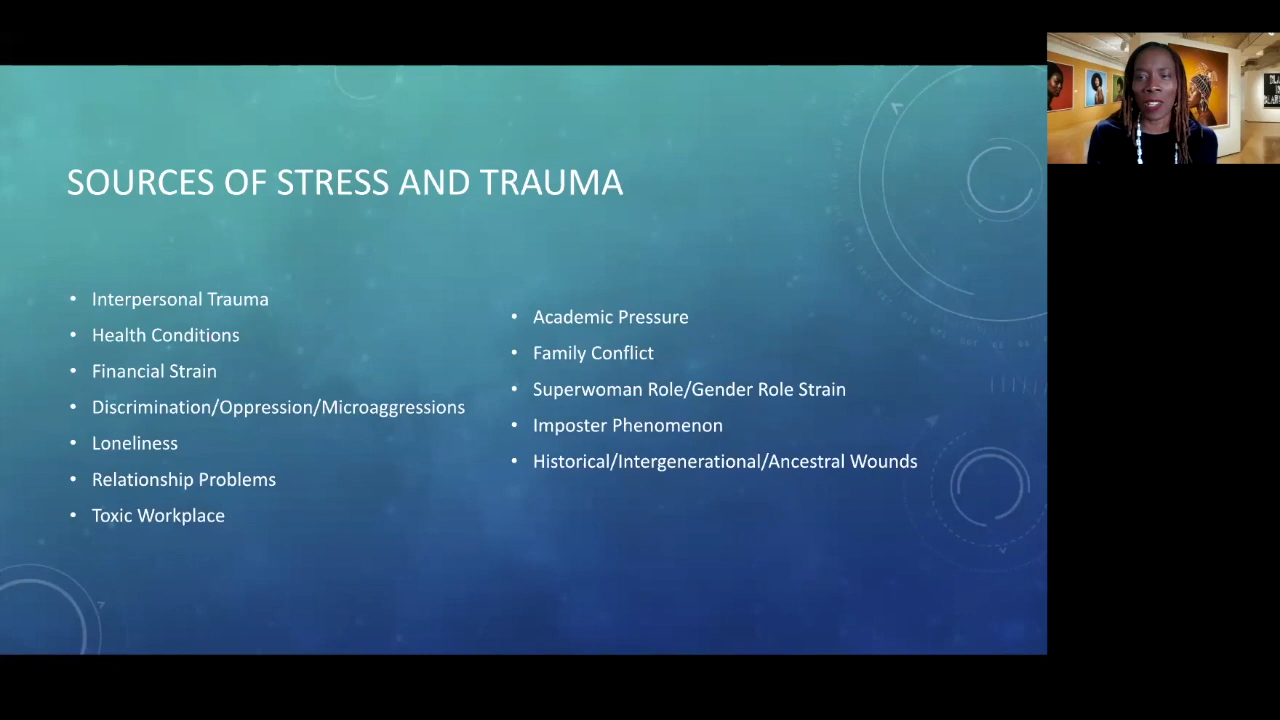 SOURCES OF STRESS AND TRAUMA
• Interpersonal Trauma
• Health Conditions
• Financial Strain
• Discrimination/Oppression/Microaggressions
• Loneliness
• Relationship Problems
• Toxic Workplace
• Academic Pressure
• Family Conflict
• Superwoman Role/Gender Role Strain
• Imposter Phenomenon
• Historical/Intergenerational/Ancestral Wounds